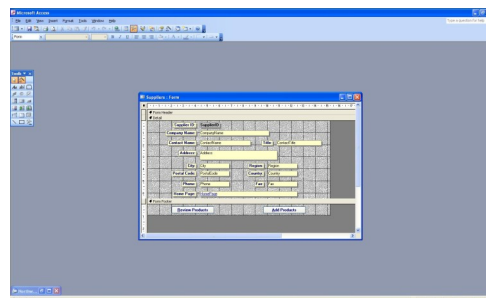 Microsoft Access
File Edit View Insert Format Tools Window Help
Type a question for help
Form
Suppliers : Form
Form Header
Detail
Supplier ID: SupplierID
Company Name: CompanyName
Contact Name: ContactName Title: ContactTitle
Address: Address
City: City Region: Region
Postal Code: PostalCode Country: Country
Phone: Phone Fax: Fax
Home Page: HomePage
Form Footer
Review Products Add Products